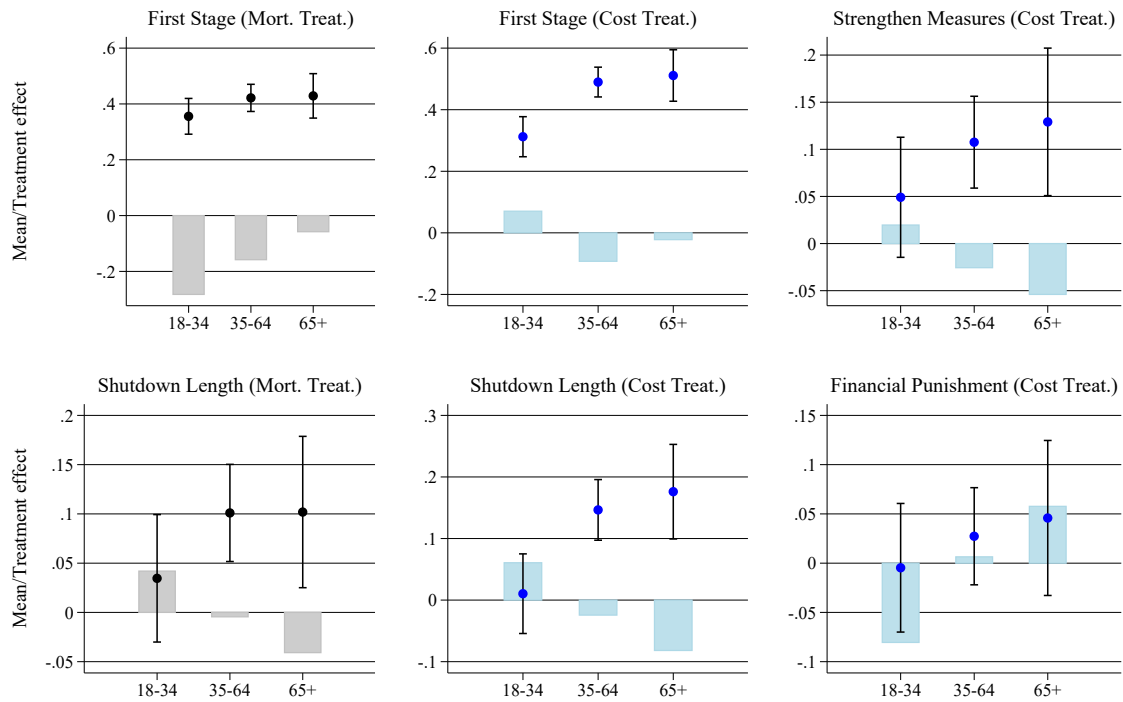 First Stage (Mort. Treat.)
Mean/Treatment effect
.6
.4
.2
0
-.2
18-34 35-64 65+
First Stage (Cost Treat.)
.6
.4
.2
0
-.2
18-34 35-64 65+
Strengthen Measures (Cost Treat.)
.2
.15
.1
.05
0
-.05
18-34 35-64 65+
Shutdown Length (Mort. Treat.)
Mean/Treatment effect
.2
.15
.1
.05
0
-.05
18-34 35-64 65+
Shutdown Length (Cost Treat.)
.3
.2
.1
0
-.1
18-34 35-64 65+
Financial Punishment (Cost Treat.)
.15
.1
.05
0
-.05
-.1
18-34 35-64 65+